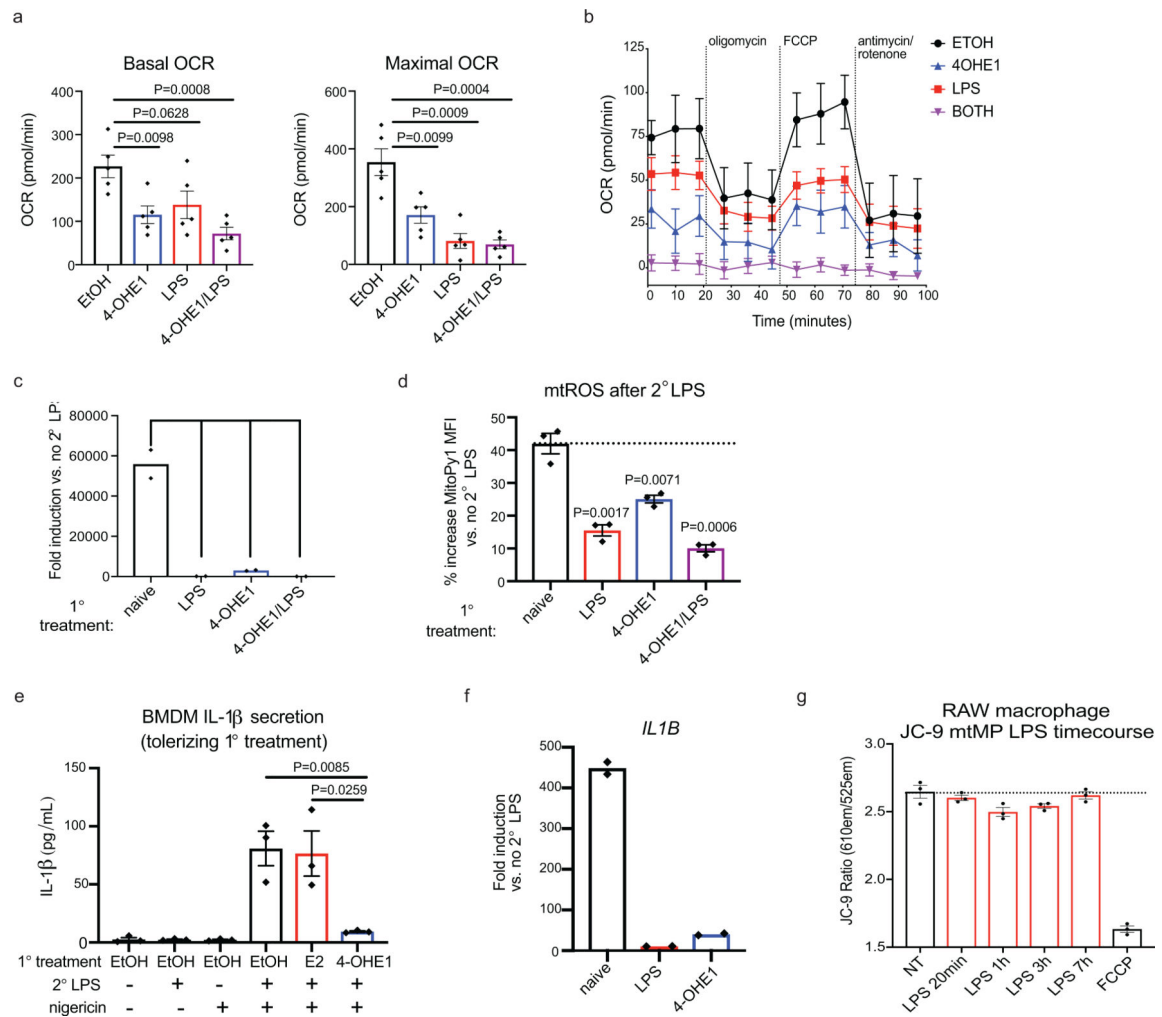 a
Basal OCR
P=0.0008
P=0.0628
P=0.0098
OCR (pmol/min)
400
300
200
100
0
EtOH
4-OHE1
LPS
4-OHE1/LPS
Maximal OCR
P=0.0004
P=0.0009
P=0.0099
OCR (pmol/min)
600
400
200
0
EtOH
4-OHE1
LPS
4-OHE1/LPS
b
oligomycin
FCCP
antimycin/
rotenone
OCR (pmol/min)
125
100
75
50
25
0
0 10 20 30 40 50 60 70 80 90 100
Time (minutes)
ETOH
4OHE1
LPS
BOTH
c
Fold induction vs. no 2° LP
80000
60000
40000
20000
0
naive
LPS
4-OHE1
4-OHE1/LPS
1°
treatment:
d
mtROS after 2° LPS
% increase MitoPy1 MFI
vs. no 2° LPS
50
40
30
20
10
0
P=0.0017
P=0.0071
P=0.0006
naive
LPS
4-OHE1
4-OHE1/LPS
1°
treatment:
e
BMDM IL-1β secretion
(tolerizing 1° treatment)
P=0.0085
P=0.0259
IL-1β (pg/mL)
150
100
50
0
1° treatment EtOH EtOH EtOH EtOH E2 4-OHE1
2° LPS - + - + + +
nigericin - - + + + +
f
IL1B
Fold induction
vs. no 2° LPS
500
400
300
200
100
0
naive
LPS
4-OHE1
g
RAW macrophage
JC-9 mtMP LPS timecourse
JC-9 Ratio (610em/525em)
3.0
2.5
2.0
1.5
NT
LPS 20min
LPS 1h
LPS 3h
LPS 7h
FCCP